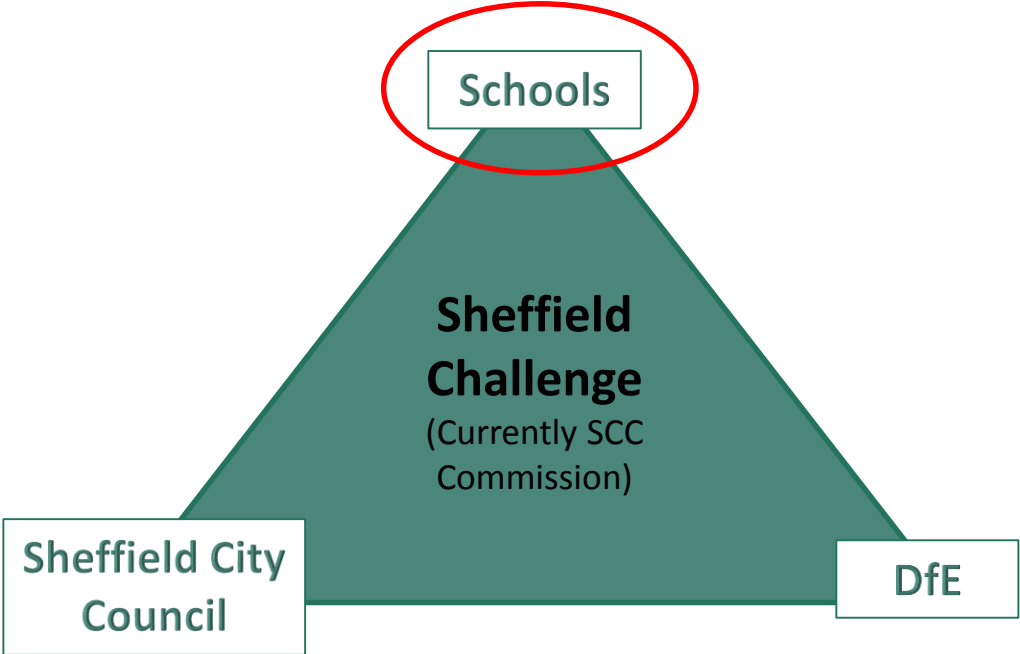 Schools
Sheffield
Challenge
(Currently SCC
Commission)
Sheffield City
Council
DfE